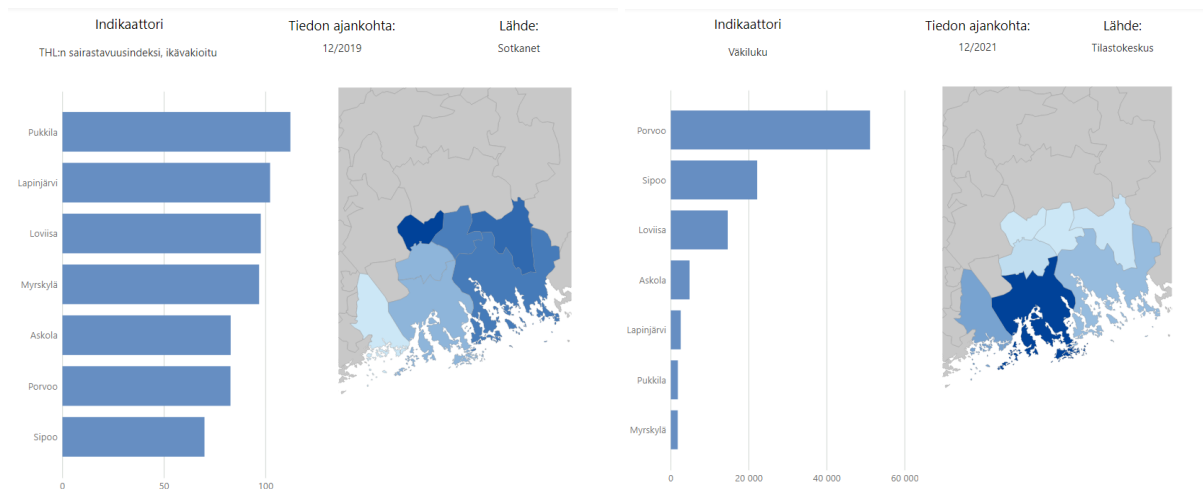 Indikaattori
Tiedon ajankohta:
Lähde:
THL:n sairastavuusindeksi, ikävakioitu
12/2019
Sotkanet
Pukkila
Lapinjärvi
Loviisa
Myrskylä
Askola
Porvoo
Sipoo
0
50
100
Indikaattori
Tiedon ajankohta:
Lähde:
Väkiluku
12/2021
Tilastokeskus
Porvoo
Sipoo
Loviisa
Askola
Lapinjärvi
Pukkila
Myrskylä
0
20 000
40 000
60 000